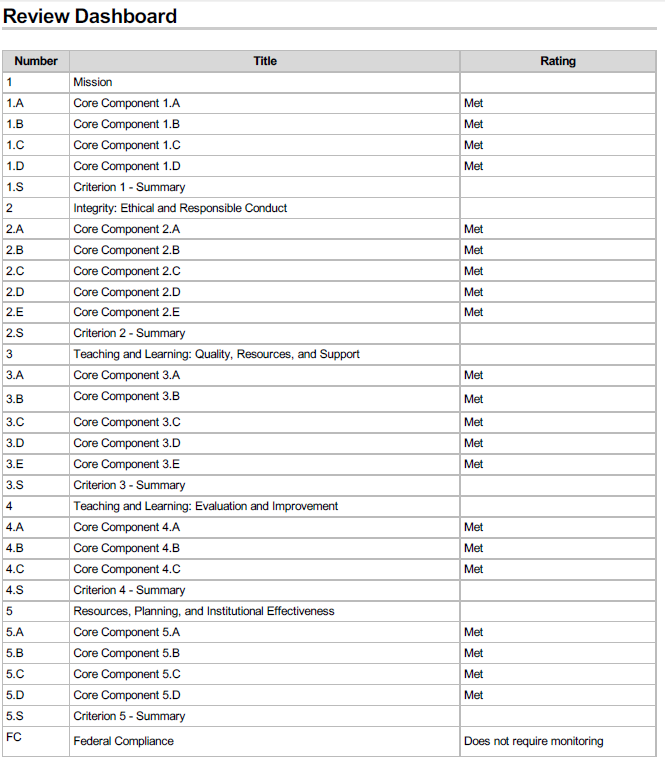 Review Dashboard
Number Title Rating
1 Mission
1.A Core Component 1.A Met
1.B Core Component 1.B Met
1.C Core Component 1.C Met
1.D Core Component 1.D Met
1.S Criterion 1 - Summary
2 Integrity: Ethical and Responsible Conduct
2.A Core Component 2.A Met
2.B Core Component 2.B Met
2.C Core Component 2.C Met
2.D Core Component 2.D Met
2.E Core Component 2.E Met
2.S Criterion 2 - Summary
3 Teaching and Learning: Quality, Resources, and Support
3.A Core Component 3.A Met
3.B Core Component 3.B Met
3.C Core Component 3.C Met
3.D Core Component 3.D Met
3.E Core Component 3.E Met
3.S Criterion 3 - Summary
4 Teaching and Learning: Evaluation and Improvement
4.A Core Component 4.A Met
4.B Core Component 4.B Met
4.C Core Component 4.C Met
4.S Criterion 4 - Summary
5 Resources, Planning, and Institutional Effectiveness
5.A Core Component 5.A Met
5.B Core Component 5.B Met
5.C Core Component 5.C Met
5.D Core Component 5.D Met
5.S Criterion 5 - Summary
FC Federal Compliance Does not require monitoring